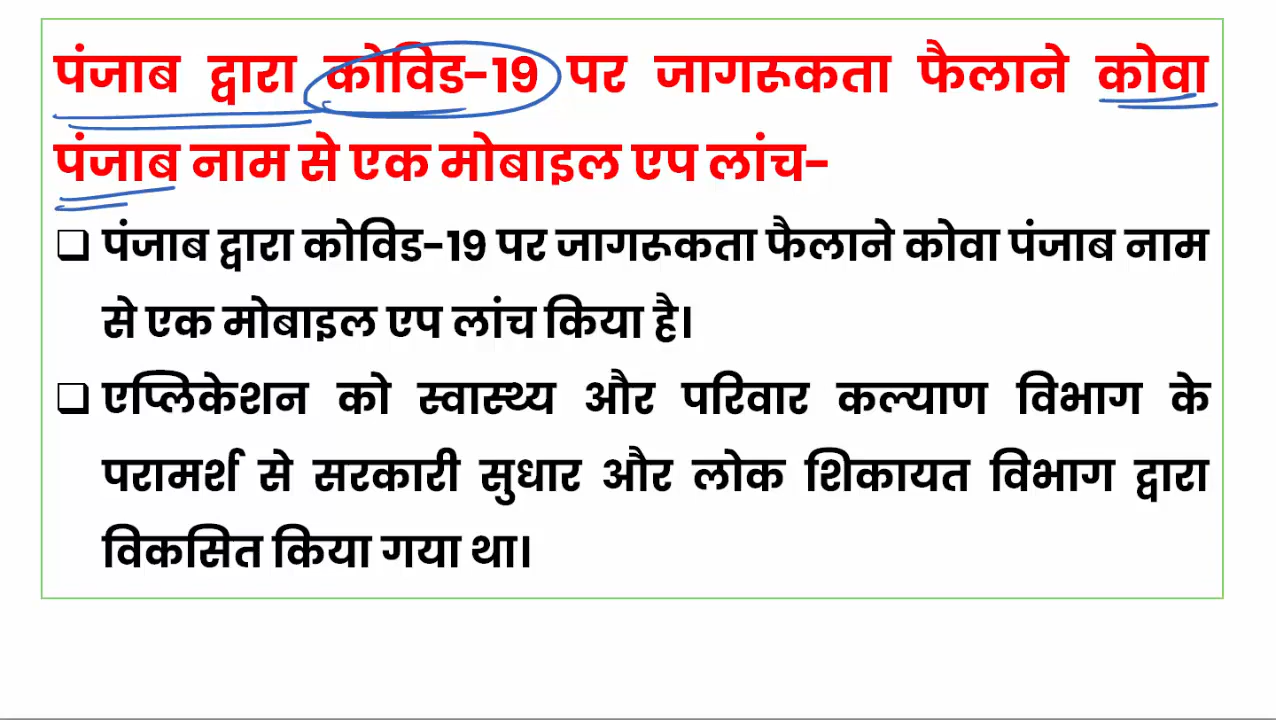 पंजाब द्वारा कोविड-19 पर जागरूकता फैलाने कोवा
पंजाब नाम से एक मोबाइल एप लांच-
❑ पंजाब द्वारा कोविड-19 पर जागरूकता फैलाने कोवा पंजाब नाम
से एक मोबाइल एप लांच किया है।
❑ एप्लिकेशन को स्वास्थ्य और परिवार कल्याण विभाग के
परामर्श से सरकारी सुधार और लोक शिकायत विभाग द्वारा
विकसित किया गया था।